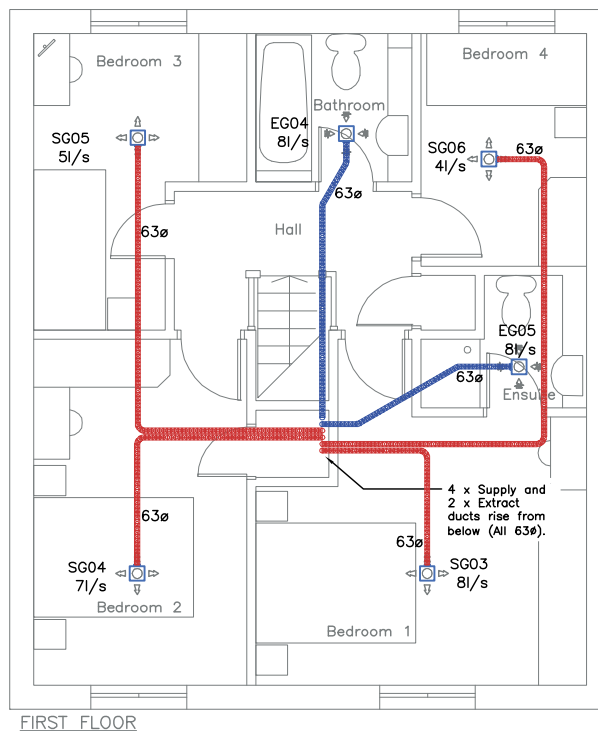 Bedroom 3
Bedroom 4
Bathroom
EG04
8l/s
SG05
5l/s
SG06
4l/s
63ø
63ø
63ø
Hall
EG05
8l/s
63ø
Ensuite
4 x Supply and
2 x Extract
ducts rise from
below (All 63ø).
63ø
63ø
SG04
7l/s
SG03
8l/s
Bedroom 2
Bedroom 1
FIRST FLOOR